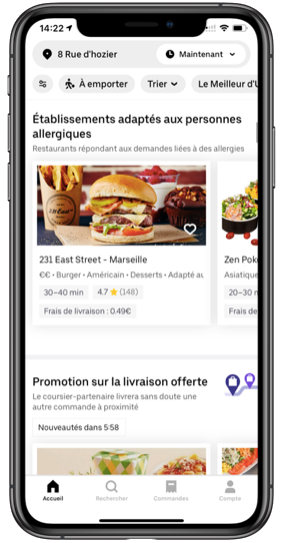 14:22
8 Rue d'hozier
Maintenant
À emporter
Trier
Le Meilleur d'U
Établissements adaptés aux personnes
allergiques
Restaurants répondant aux demandes liées à des allergies
231 East Street - Marseille
€€ • Burger • Américain • Desserts • Adapté au
30–40 min
4.7 ⭐ (148)
Frais de livraison : 0.49€
Zen Pok
Asiatique
20–30 n
Frais de l
Promotion sur la livraison offerte
Le coursier-partenaire livrera sans doute une
autre commande à proximité
Nouveautés dans 5:58
Accueil
Rechercher
Commandes
Compte